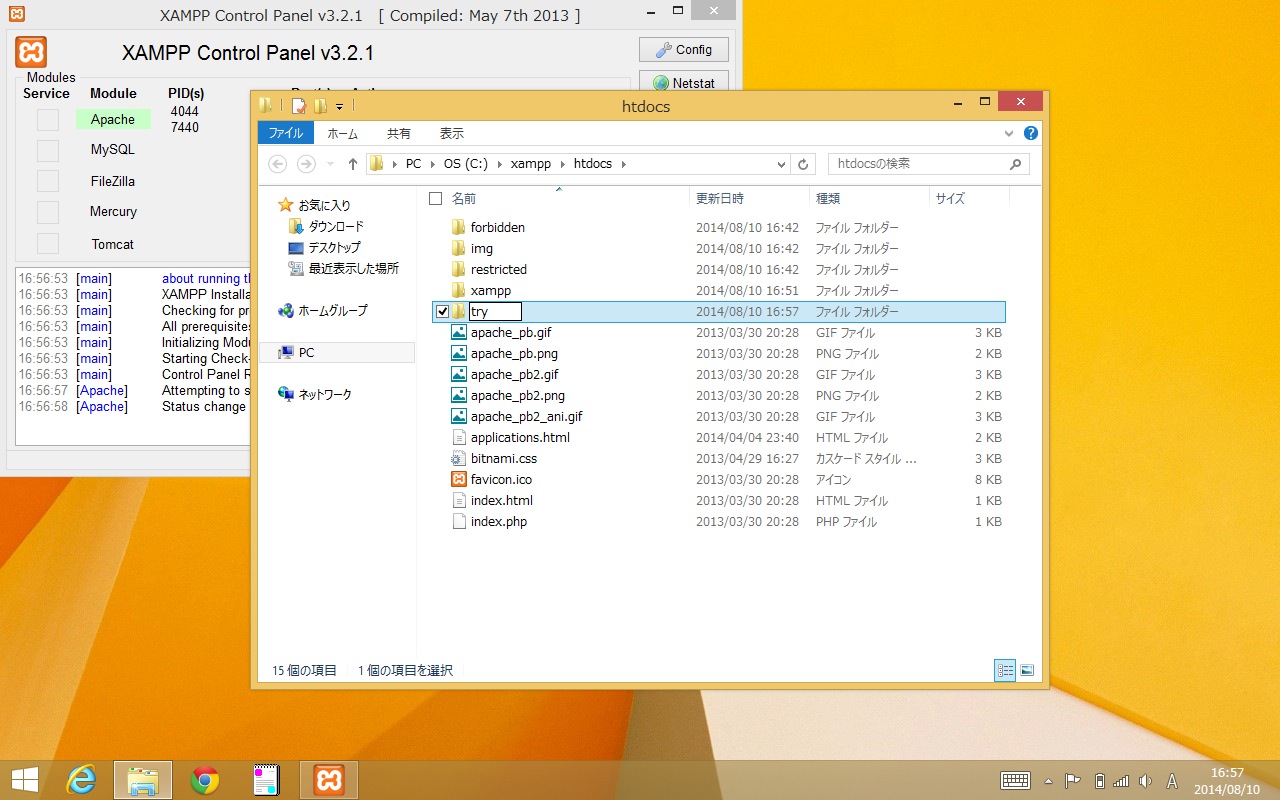 XAMPP Control Panel v3.2.1 [ Compiled: May 7th 2013 ]
XAMPP Control Panel v3.2.1
Config
Netstat
Modules
Service Module PID(s)
Apache 4044 7440
MySQL
FileZilla
Mercury
Tomcat
16:56:53 [main] about running
16:56:53 [main] XAMPP
16:56:53 [main] Checking for
16:56:53 [main] All
16:56:53 [main] Initializing
16:56:53 [main] Starting Check-
16:56:53 [main] Control Panel
16:56:57 [Apache] Attempting to
16:56:58 [Apache] Status change
htdocs
ファイル ホーム 共有 表示
PC OS (C:) xampp htdocs
htdocsの検索
お気に入り
ダウンロード
デスクトップ
最近表示した場所
ホームグループ
PC
ネットワーク
名前 更新日時 種類 サイズ
forbidden 2014/08/10 16:42 ファイル フォルダー
img 2014/08/10 16:42 ファイル フォルダー
restricted 2014/08/10 16:42 ファイル フォルダー
xampp 2014/08/10 16:51 ファイル フォルダー
try 2014/08/10 16:57 ファイル フォルダー
apache_pb.gif 2013/03/30 20:28 GIF ファイル 3 KB
apache_pb.png 2013/03/30 20:28 PNG ファイル 2 KB
apache_pb2.gif 2013/03/30 20:28 GIF ファイル 3 KB
apache_pb2.png 2013/03/30 20:28 PNG ファイル 2 KB
apache_pb2_ani.gif 2013/03/30 20:28 GIF ファイル 3 KB
applications.html 2014/04/04 23:40 HTML ファイル 2 KB
bitnami.css 2013/04/29 16:27 カスケード スタイル ... 3 KB
favicon.ico 2013/03/30 20:28 アイコン 8 KB
index.html 2013/03/30 20:28 HTML ファイル 1 KB
index.php 2013/03/30 20:28 PHP ファイル 1 KB
15 個の項目 1 個の項目を選択
A
16:57
2014/08/10